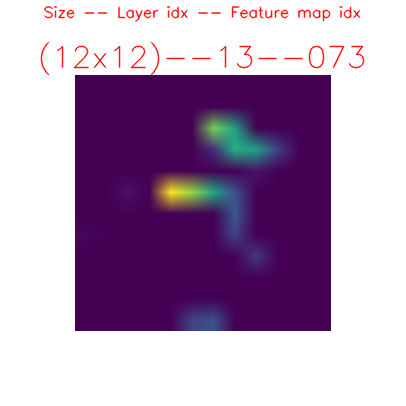 Size -- Layer idx -- Feature map idx
(12x12)--13--073